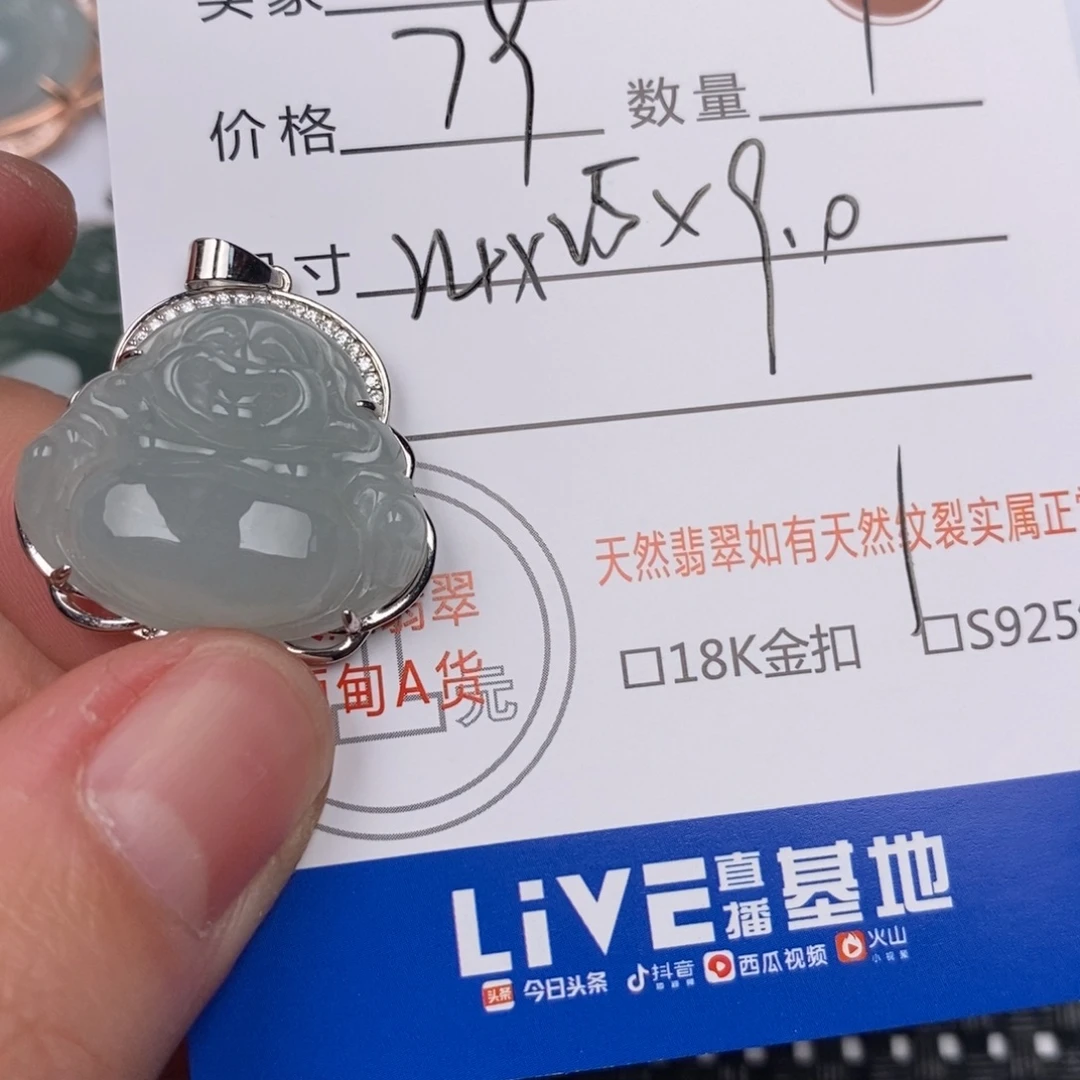 买家
价格 79 数量 1
寸 24x25x9.0
天然翡翠如有天然纹裂实属正常
翡翠
缅甸A货
元
□18K金扣 □S925
LiVE直播基地
头条 今日头条 抖音 西瓜视频 火山